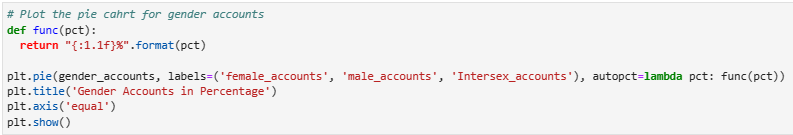 # Plot the pie cahrt for gender accounts
def func(pct):
  return "{:1.1f}%".format(pct)

plt.pie(gender_accounts, labels=('female_accounts', 'male_accounts', 'Intersex_accounts'), autopct=lambda pct: func(pct))
plt.title('Gender Accounts in Percentage')
plt.axis('equal')
plt.show()